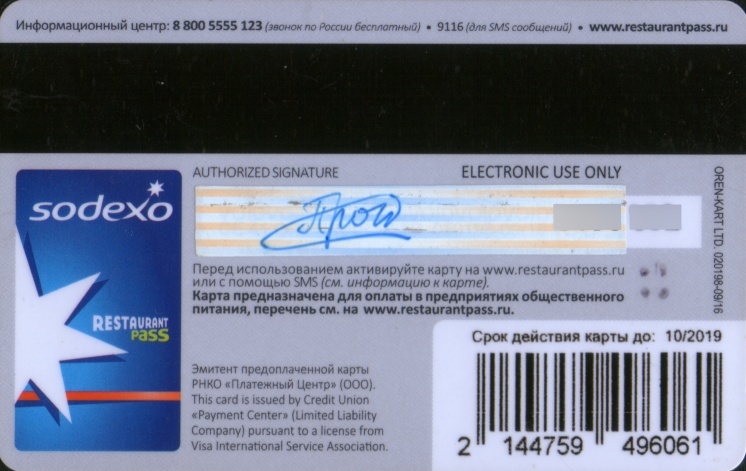 Информационный центр: 8 800 5555 123 (звонок по России бесплатный) • 9116 (для SMS сообщений) • www.restaurantpass.ru
AUTHORIZED SIGNATURE
ELECTRONIC USE ONLY
sodexo
Перед использованием активируйте карту на www.restaurantpass.ru
или с помощью SMS (см. информацию к карте).
Карта предназначена для оплаты в предприятиях общественного
питания, перечень см. на www.restaurantpass.ru.
OREN-KART LTD. 020198-09/16
RESTAURANT
PASS
Срок действия карты до: 10/2019
Эмитент предоплаченной карты
РНКО «Платежный Центр» (ООО).
This card is issued by Credit Union
«Payment Center» (Limited Liability
Company) pursuant to a license from
Visa International Service Association.
2 144759 496061